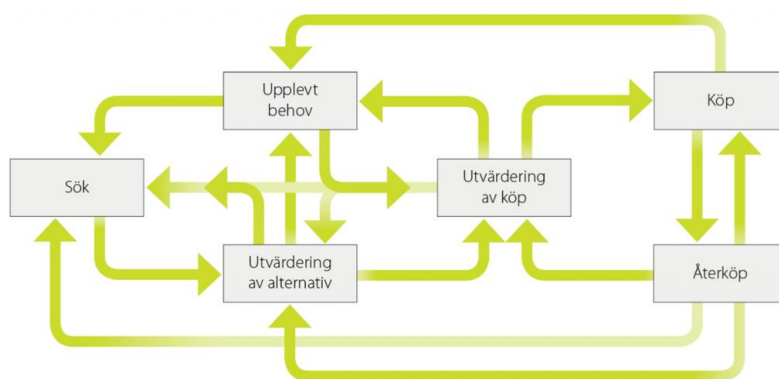 Upplevt
behov
Köp
Sök
Utvärdering
av köp
Utvärdering
av alternativ
Återköp